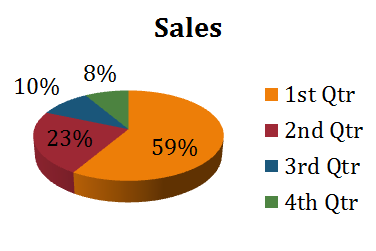 Sales
8%
10%
23%
59%
1st Qtr
2nd Qtr
3rd Qtr
4th Qtr